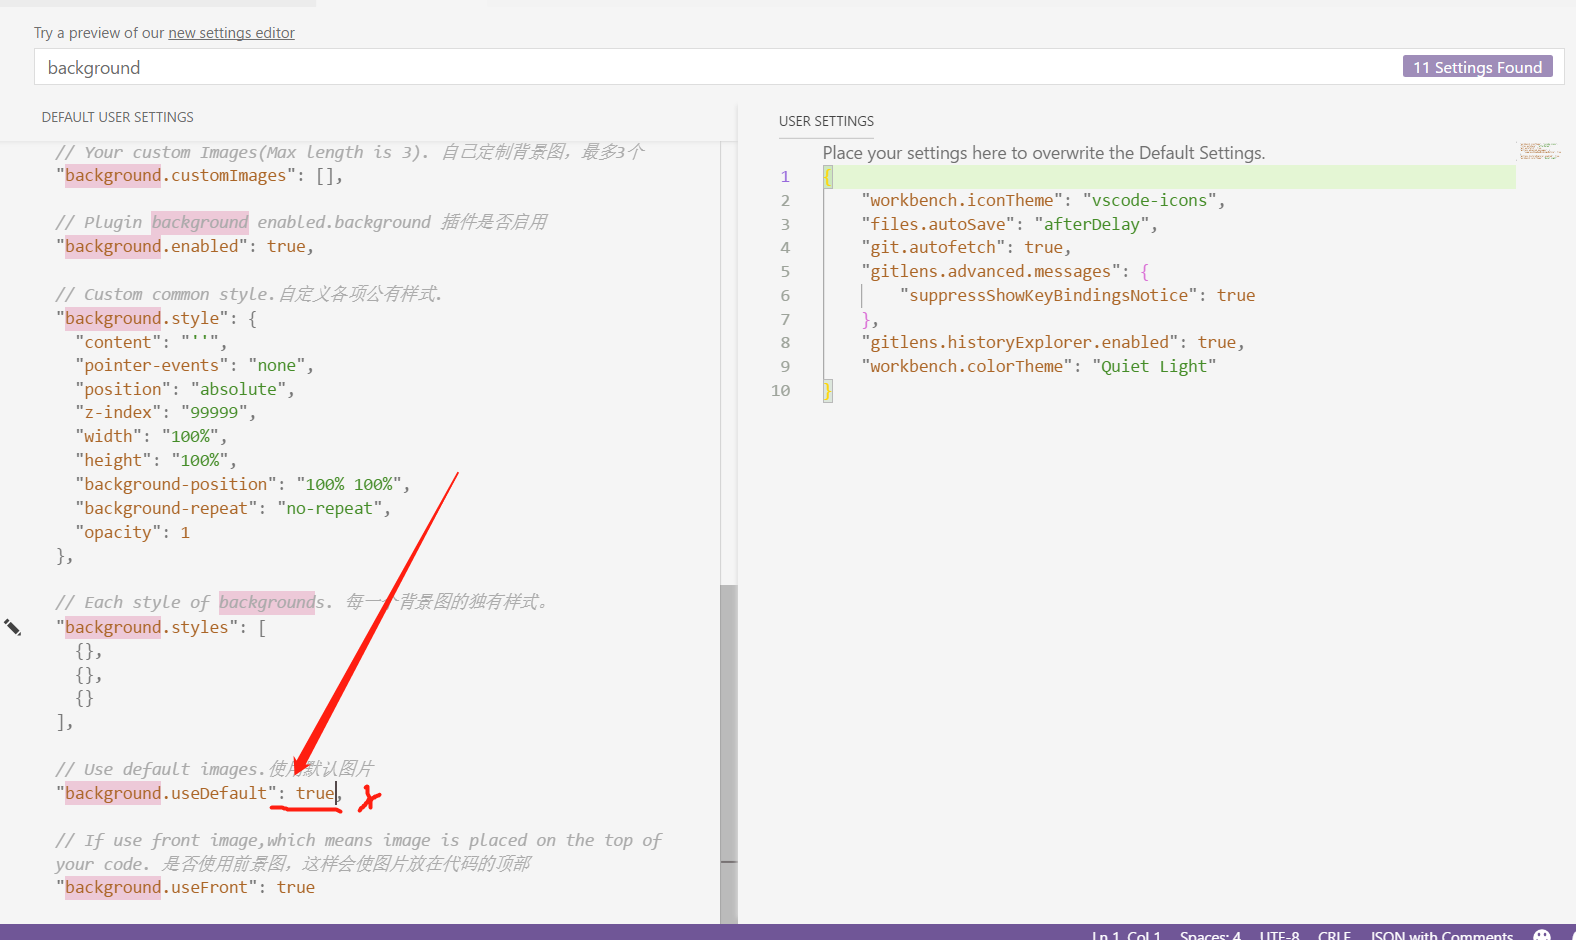 Try a preview of our new settings editor
background
11 Settings Found
DEFAULT USER SETTINGS
// Your custom Images(Max length is 3). 自己定制背景图，最多3个
"background.customImages": [],
// Plugin background enabled.background 插件是否启用
"background.enabled": true,
// Custom common style.自定义各项公有样式.
"background.style": {
"content": "''",
"pointer-events": "none",
"position": "absolute",
"z-index": "99999",
"width": "100%",
"height": "100%",
"background-position": "100% 100%",
"background-repeat": "no-repeat",
"opacity": 1
},
// Each style of backgrounds. 每一个背景图的独有样式。
"background.styles": [
{},
{},
{}
],
// Use default images.使用默认图片
"background.useDefault": true,
// If use front image,which means image is placed on the top of
your code. 是否使用前景图，这样会使图片放在代码的顶部
"background.useFront": true
USER SETTINGS
Place your settings here to overwrite the Default Settings.
1 {
2 "workbench.iconTheme": "vscode-icons",
3 "files.autoSave": "afterDelay",
4 "git.autofetch": true,
5 "gitlens.advanced.messages": {
6 "suppressShowKeyBindingsNotice": true
7 },
8 "gitlens.historyExplorer.enabled": true,
9 "workbench.colorTheme": "Quiet Light"
10 }
Ln 1, Col 1 Spaces: 4 UTF-8 CRLF JSON with Comments